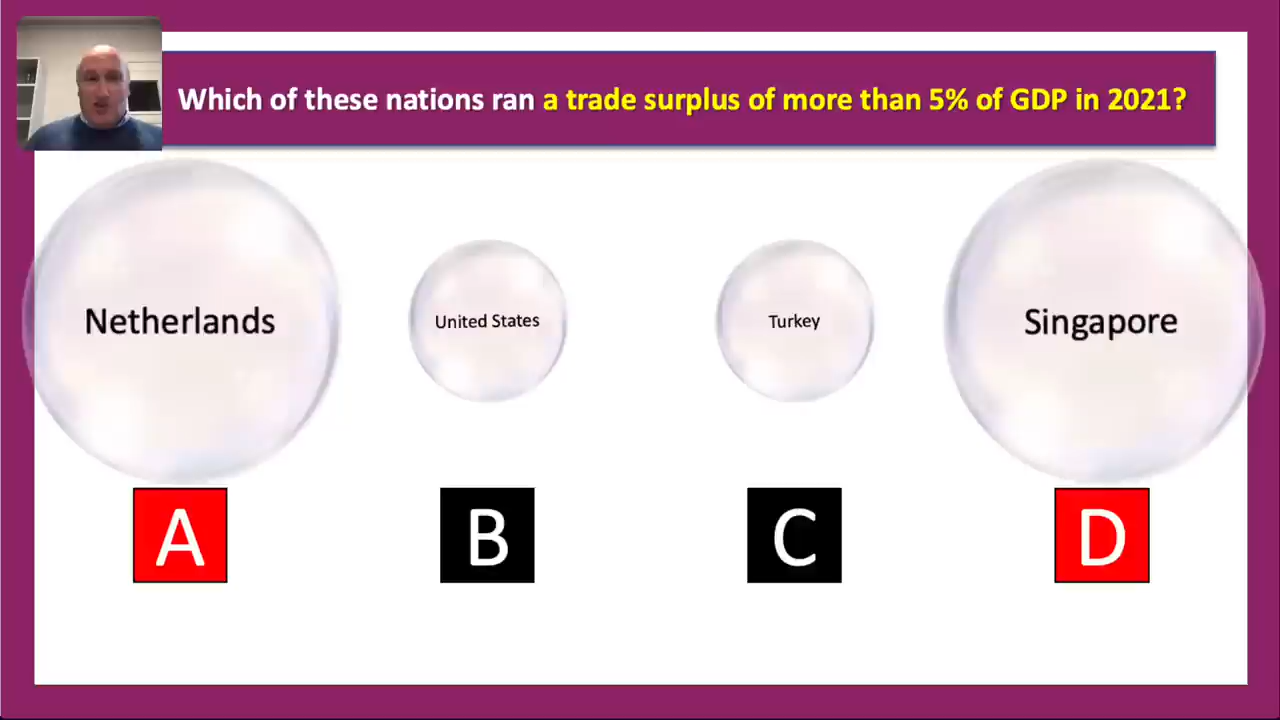 Which of these nations ran a trade surplus of more than 5% of GDP in 2021?
Netherlands
United States
Turkey
Singapore
A
B
C
D